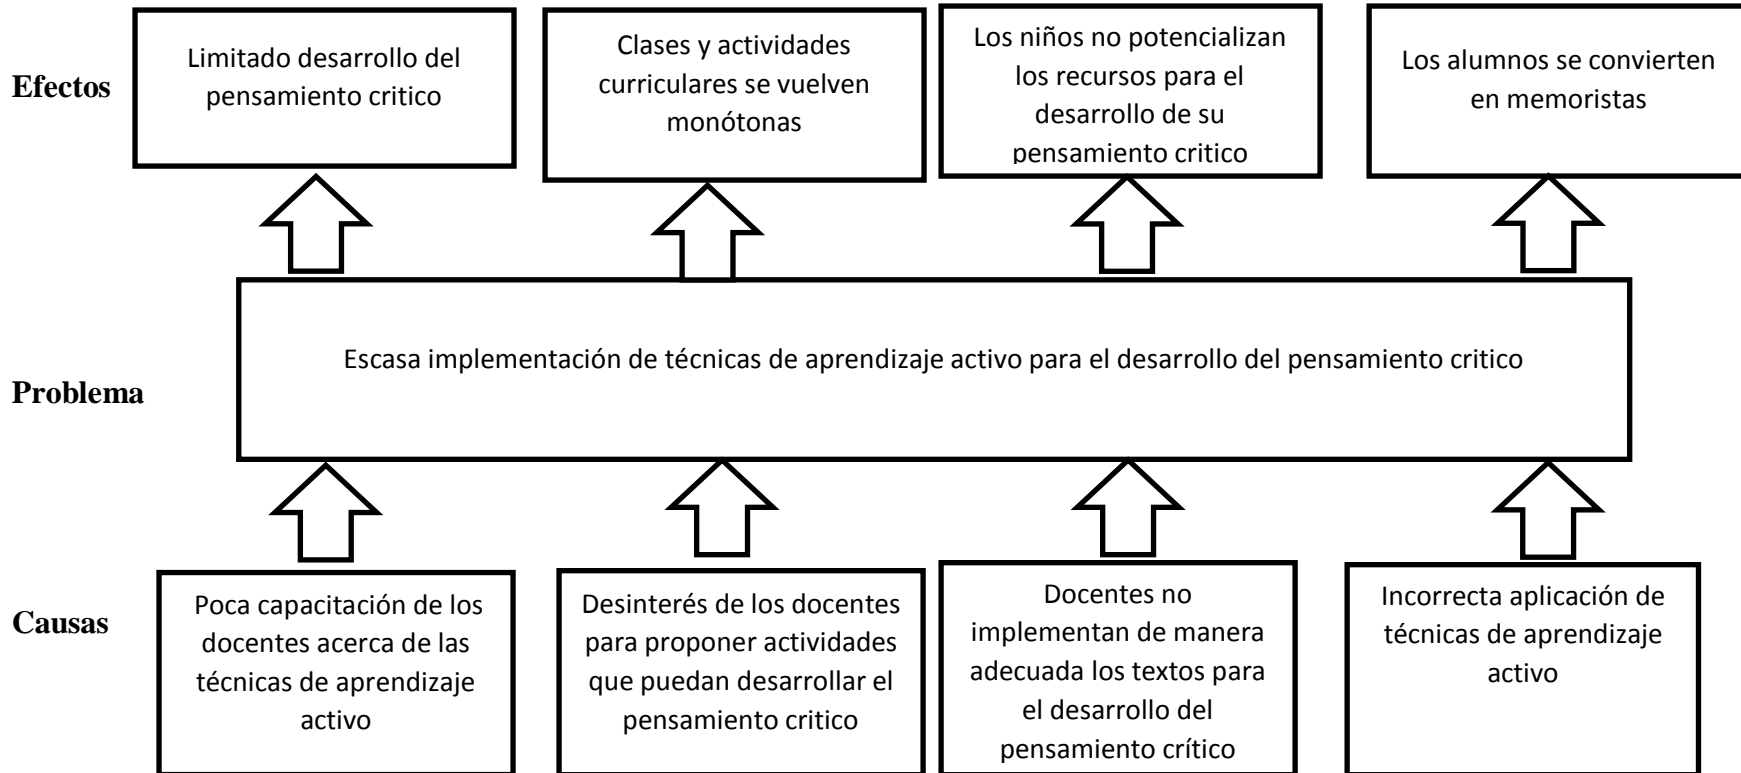 Efectos
Limitado desarrollo del
pensamiento critico
Clases y actividades
curriculares se vuelven
monótonas
Los niños no potencializan
los recursos para el
desarrollo de su
pensamiento critico
Los alumnos se convierten
en memoristas
Problema
Escasa implementación de técnicas de aprendizaje activo para el desarrollo del pensamiento critico
Causas
Poca capacitación de los
docentes acerca de las
técnicas de aprendizaje
activo
Desinterés de los docentes
para proponer actividades
que puedan desarrollar el
pensamiento critico
Docentes no
implementan de manera
adecuada los textos para
el desarrollo del
pensamiento crítico
Incorrecta aplicación de
técnicas de aprendizaje
activo